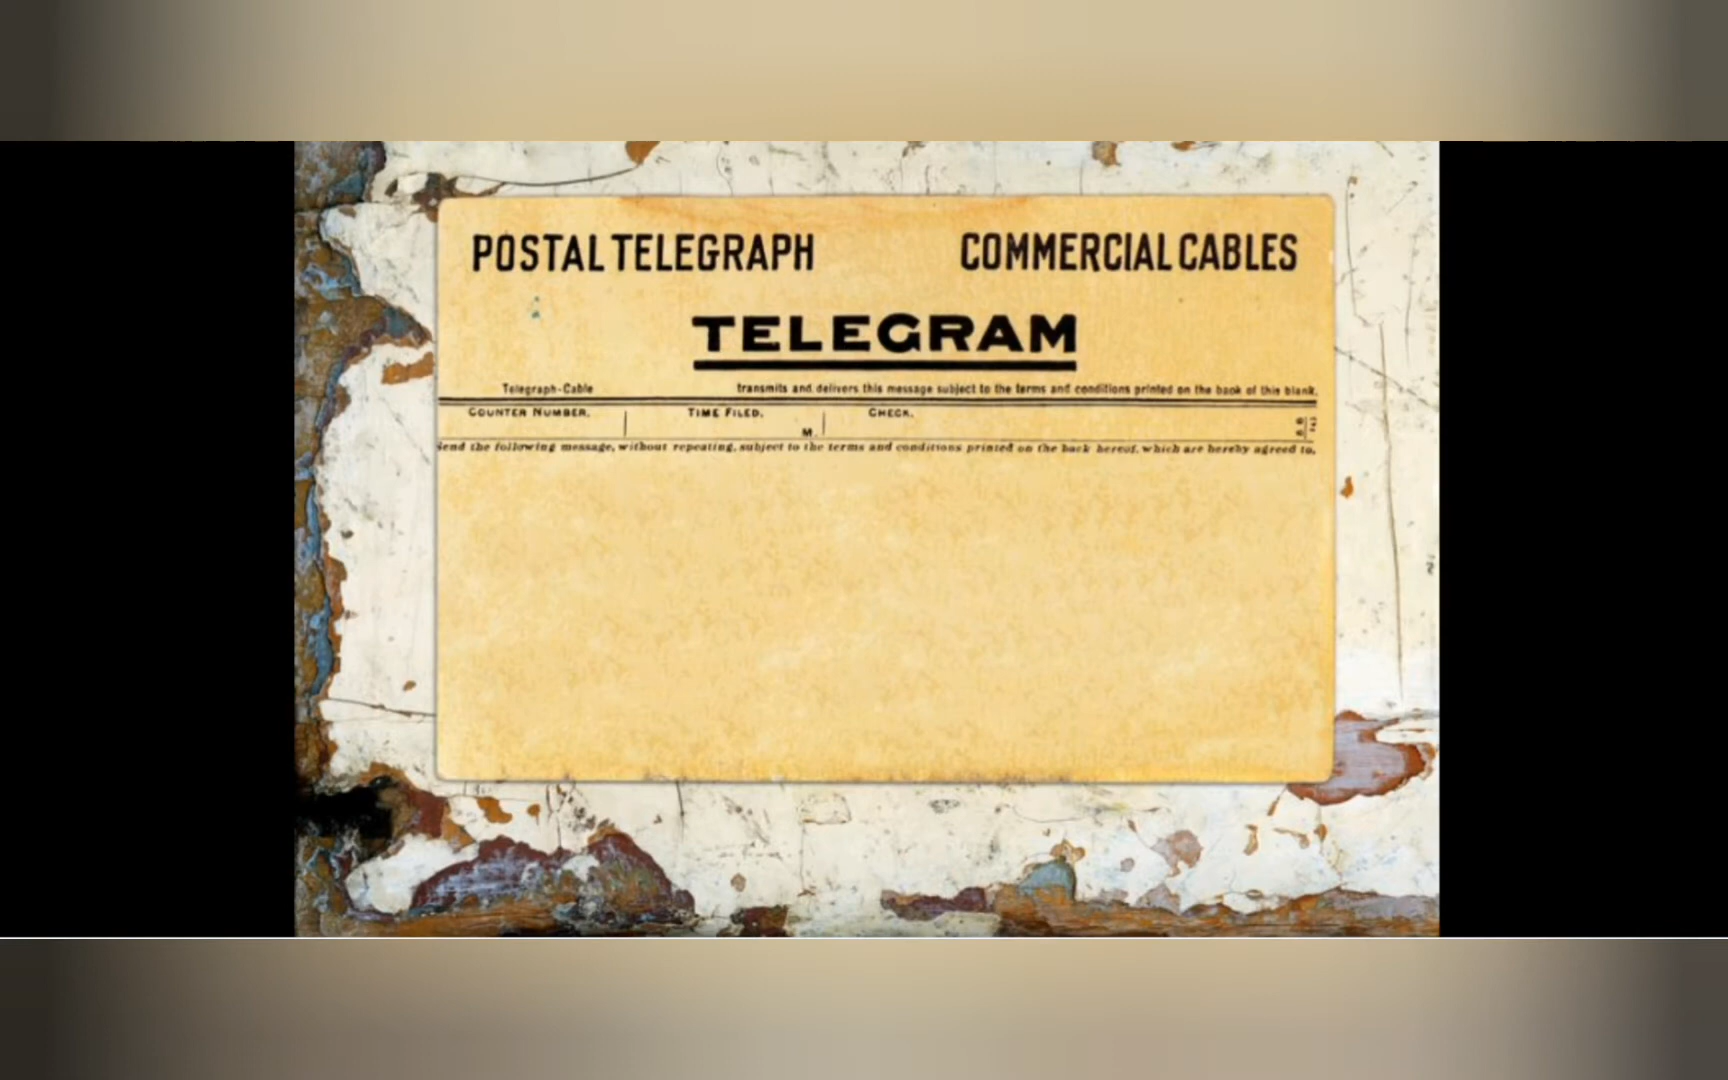 POSTAL TELEGRAPH COMMERCIAL CABLES
TELEGRAM
Telegraph-Cable transmits and delivers this message subject to the terms and conditions printed on the back of this blank.
COUNTER NUMBER. TIME FILED. CHECK.
M.
end the following message, without repeating, subject to the terms and conditions printed on the back hereof, which are hereby agreed to.